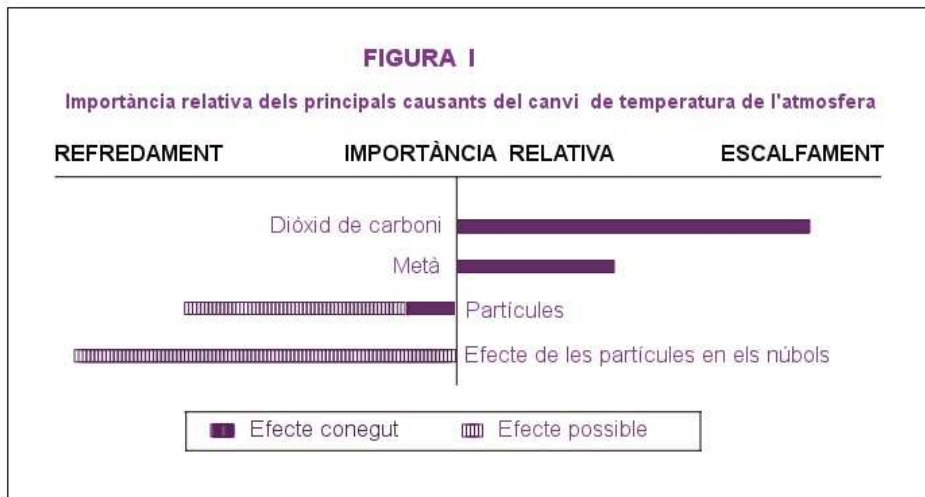 FIGURA I
Importància relativa dels principals causants del canvi de temperatura de l'atmosfera
REFREDAMENT IMPORTÀNCIA RELATIVA ESCALFAMENT
Diòxid de carboni
Metà
Partícules
Efecte de les partícules en els núbols
Efecte conegut Efecte possible